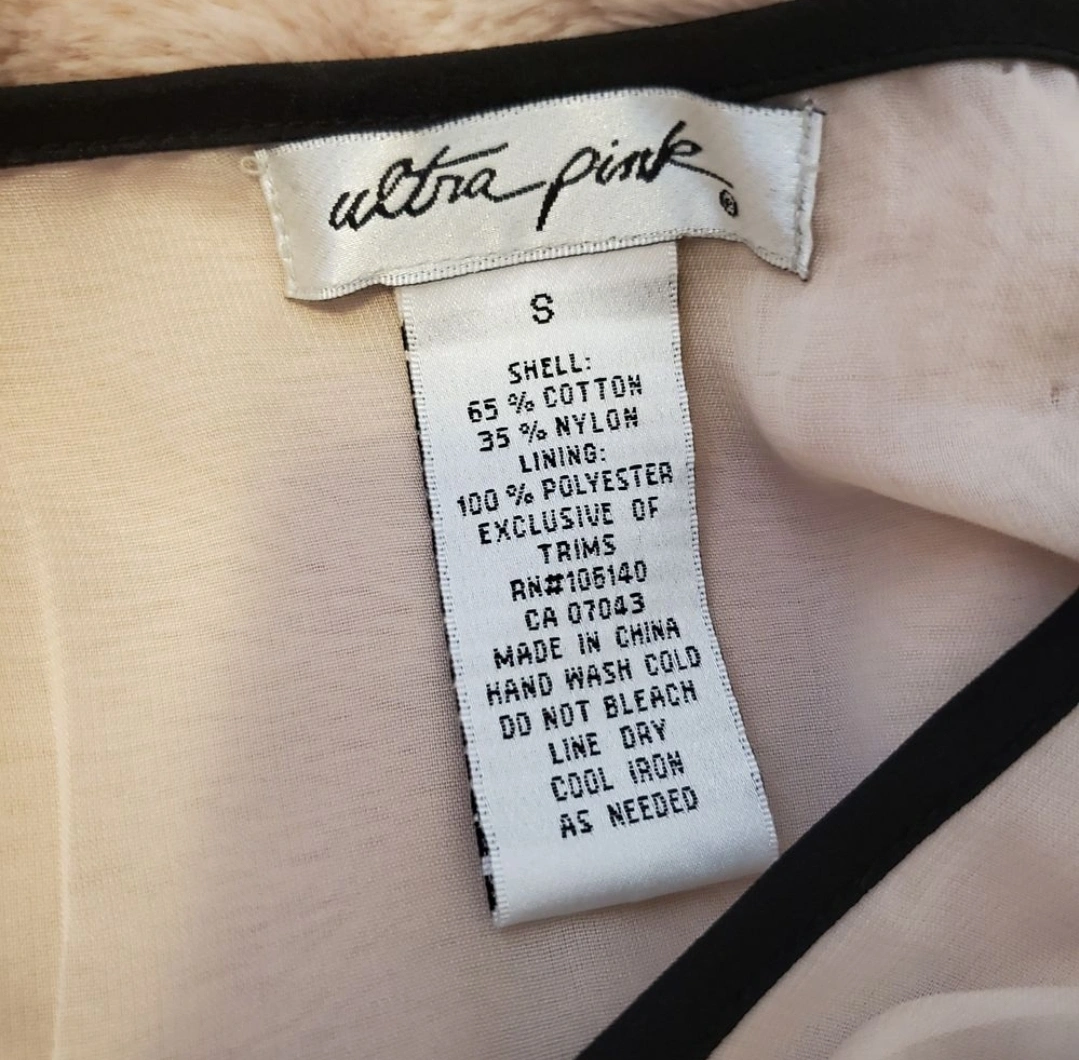 ultra pink®
S
SHELL:
65 % COTTON
35 % NYLON
LINING:
100 % POLYESTER
EXCLUSIVE OF
TRIMS
RN#106140
CA 07043
MADE IN CHINA
HAND WASH COLD
DO NOT BLEACH
LINE DRY
COOL IRON
AS NEEDED